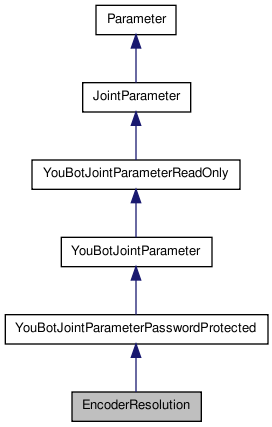 Parameter
JointParameter
YouBotJointParameterReadOnly
YouBotJointParameter
YouBotJointParameterPasswordProtected
EncoderResolution